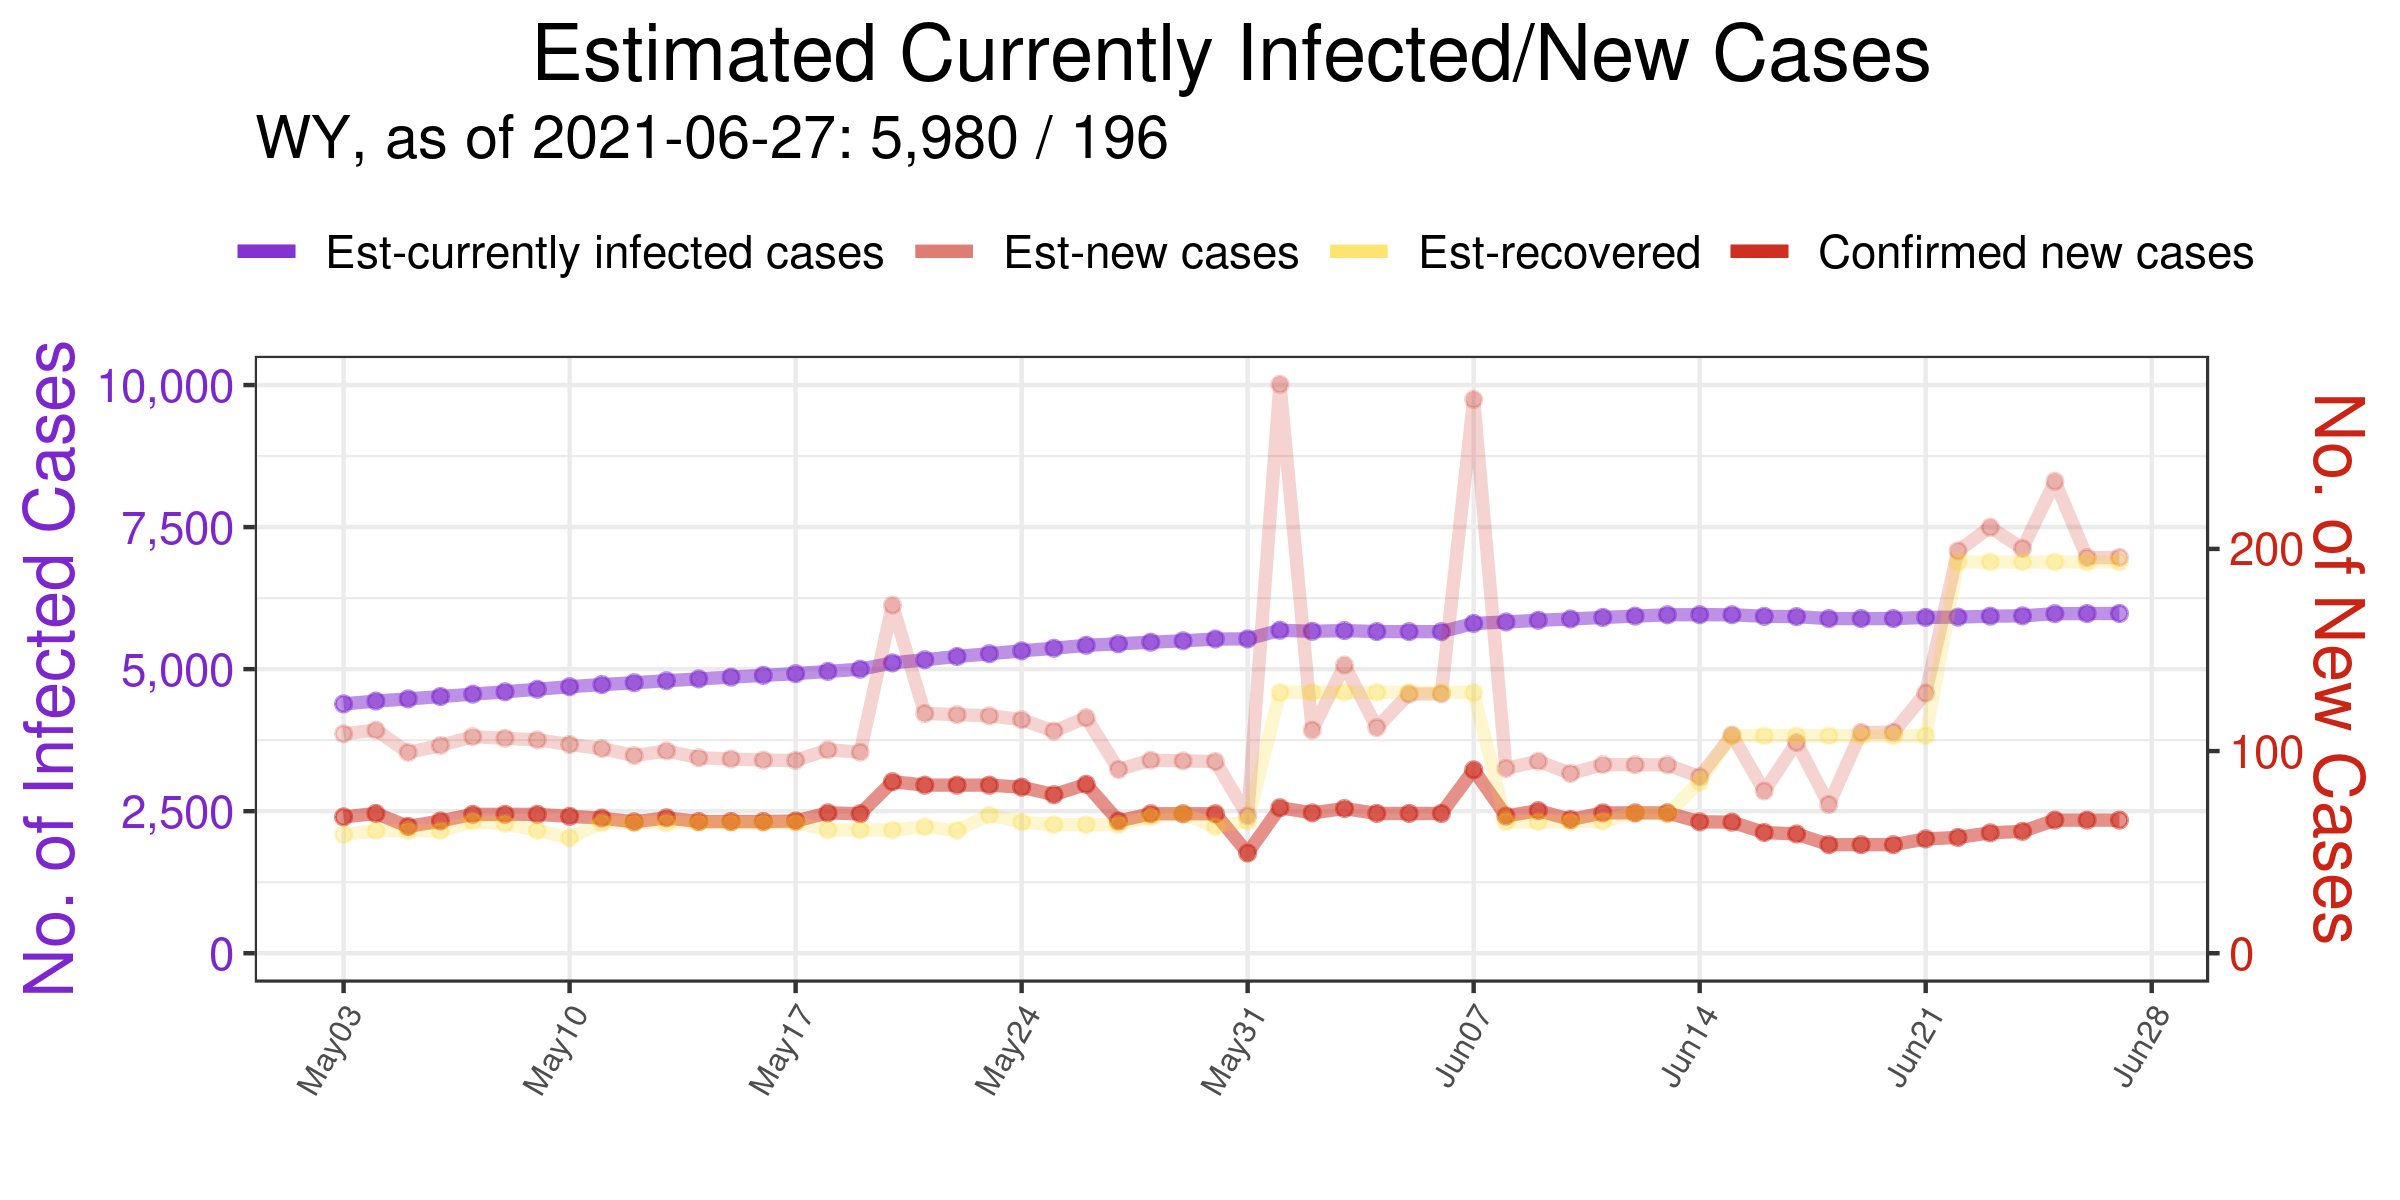 Estimated Currently Infected/New Cases
WY, as of 2021-06-27: 5,980 / 196
Est-currently infected cases Est-new cases Est-recovered Confirmed new cases
No. of Infected Cases
10,000
7,500
5,000
2,500
0
200
100
0
No. of New Cases
May03 May10 May17 May24 May31 Jun07 Jun14 Jun21 Jun28